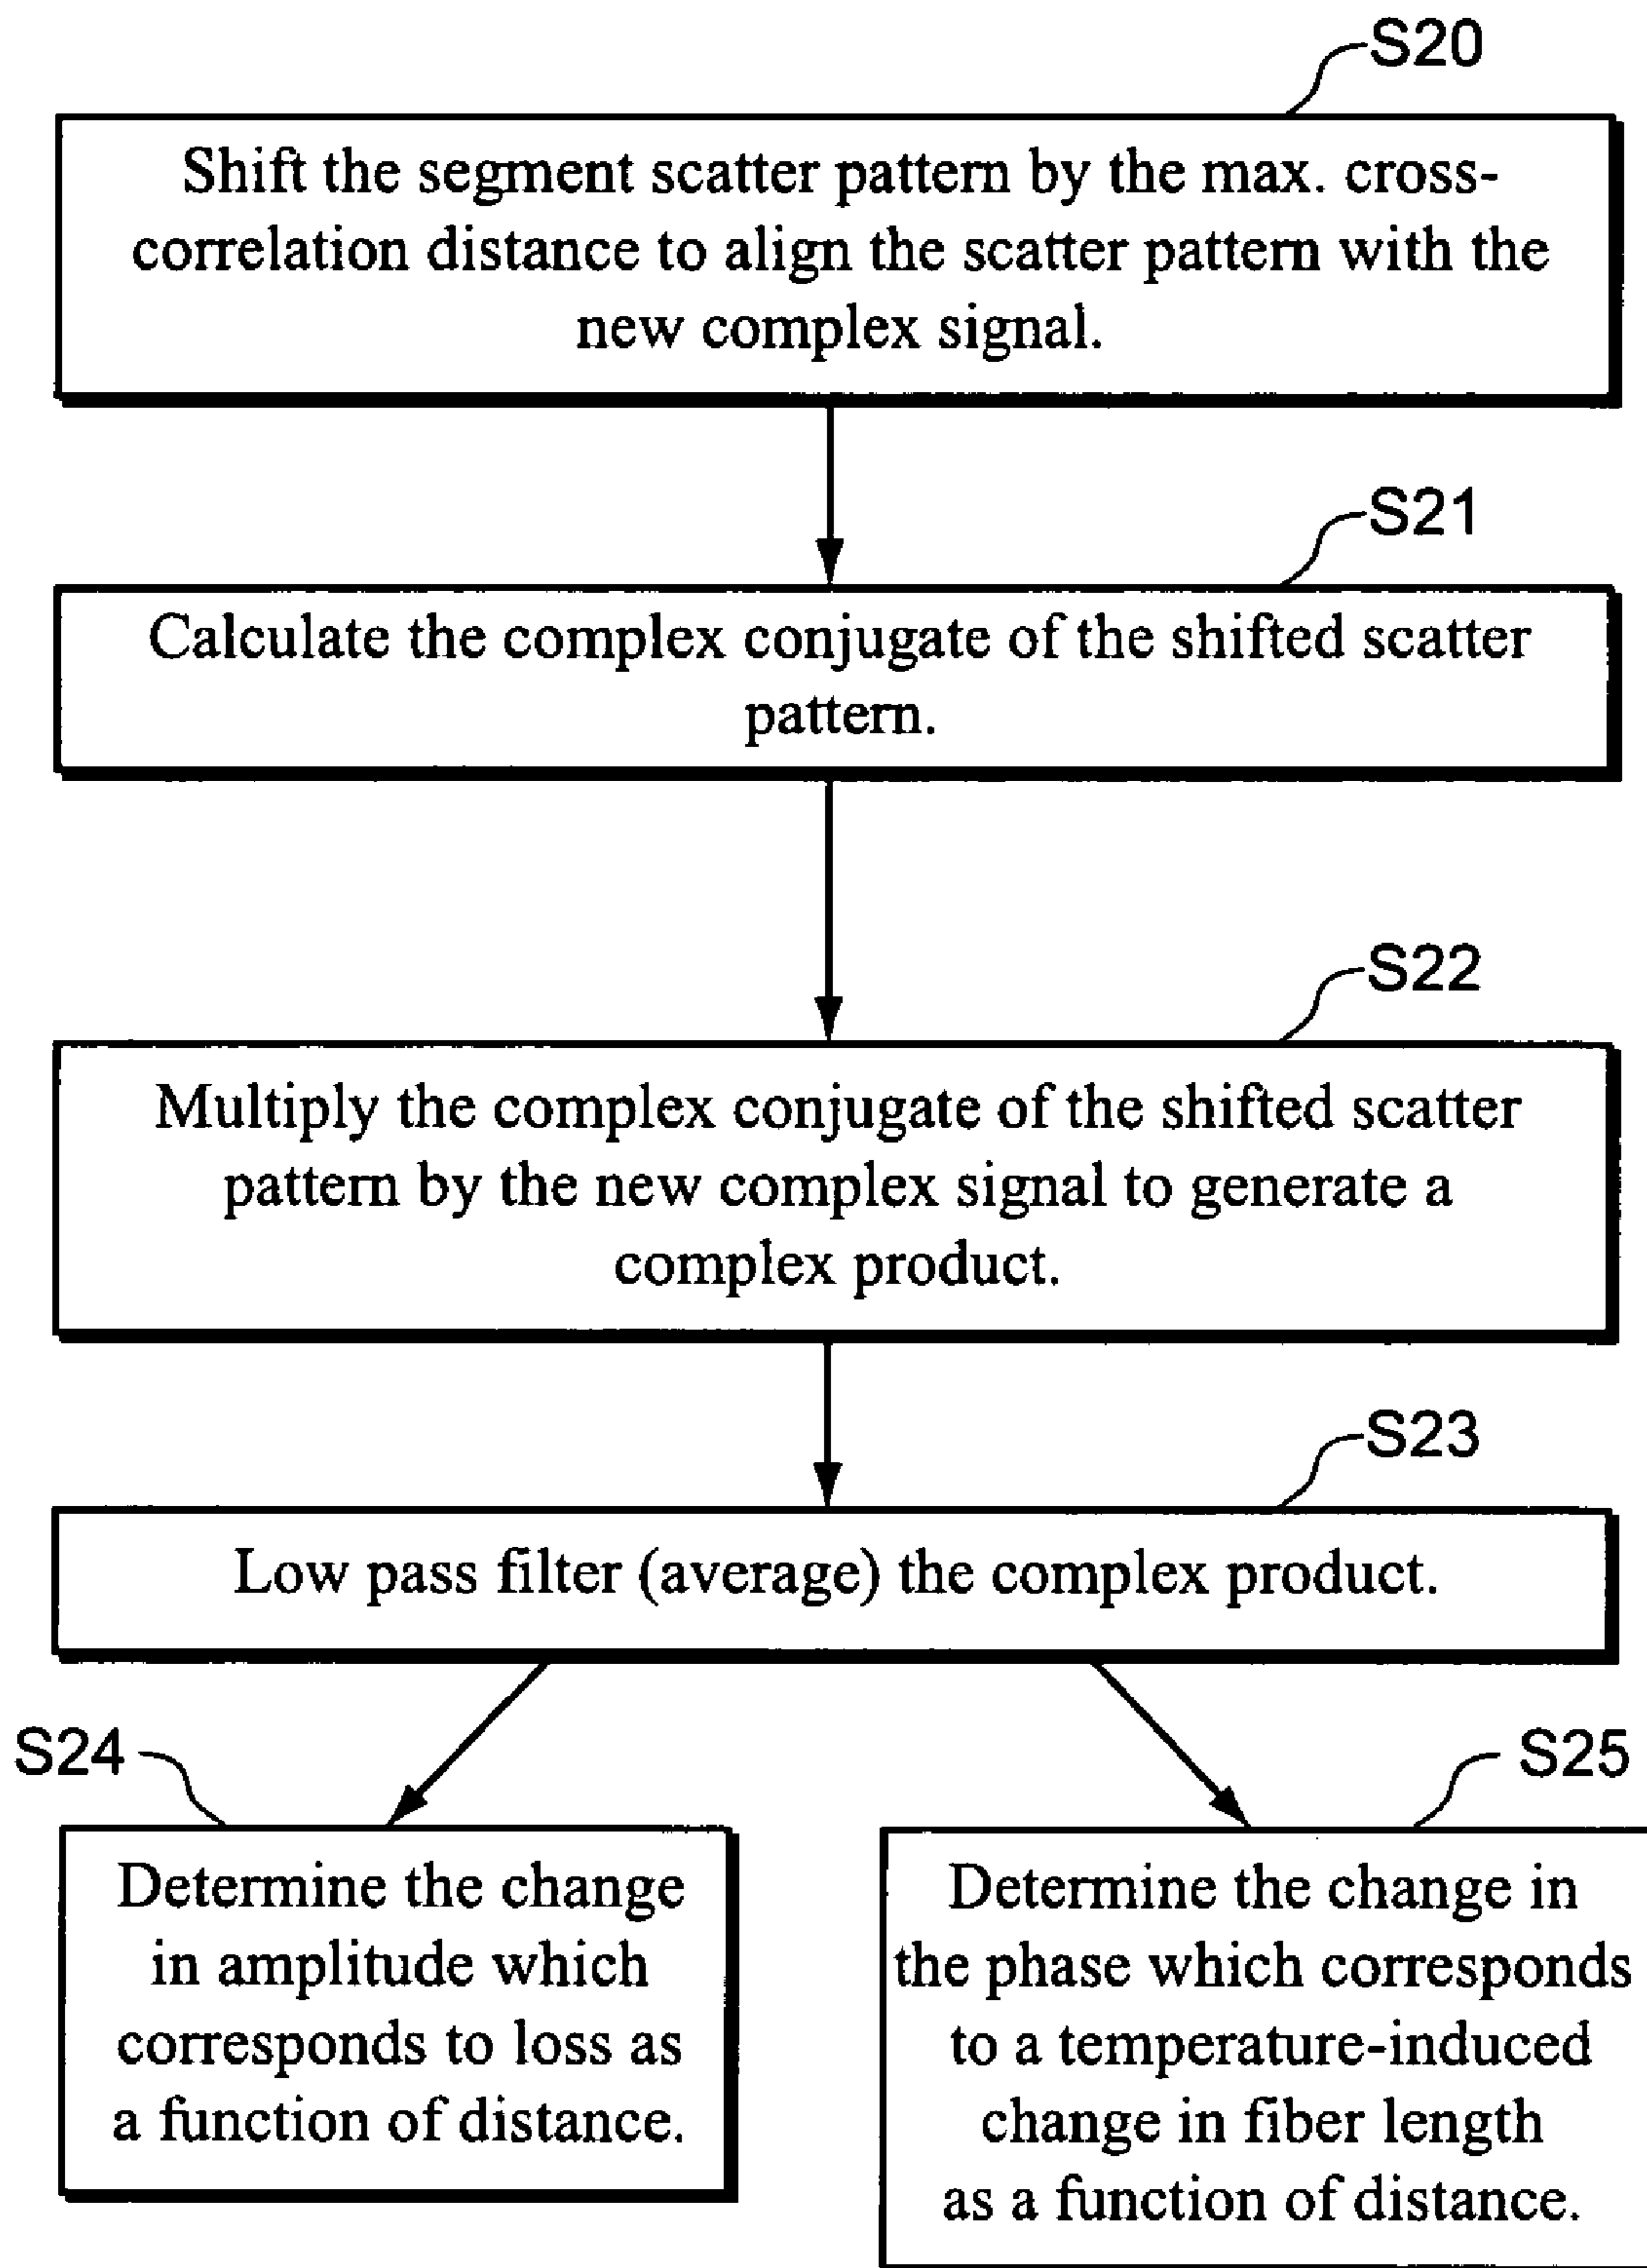 S20
Shift the segment scatter pattern by the max. cross-
correlation distance to align the scatter pattern with the
new complex signal.
S21
Calculate the complex conjugate of the shifted scatter
pattern.
S22
Multiply the complex conjugate of the shifted scatter
pattern by the new complex signal to generate a
complex product.
S23
Low pass filter (average) the complex product.
S24
Determine the change
in amplitude which
corresponds to loss as
a function of distance.
S25
Determine the change in
the phase which corresponds
to a temperature-induced
change in fiber length
as a function of distance.